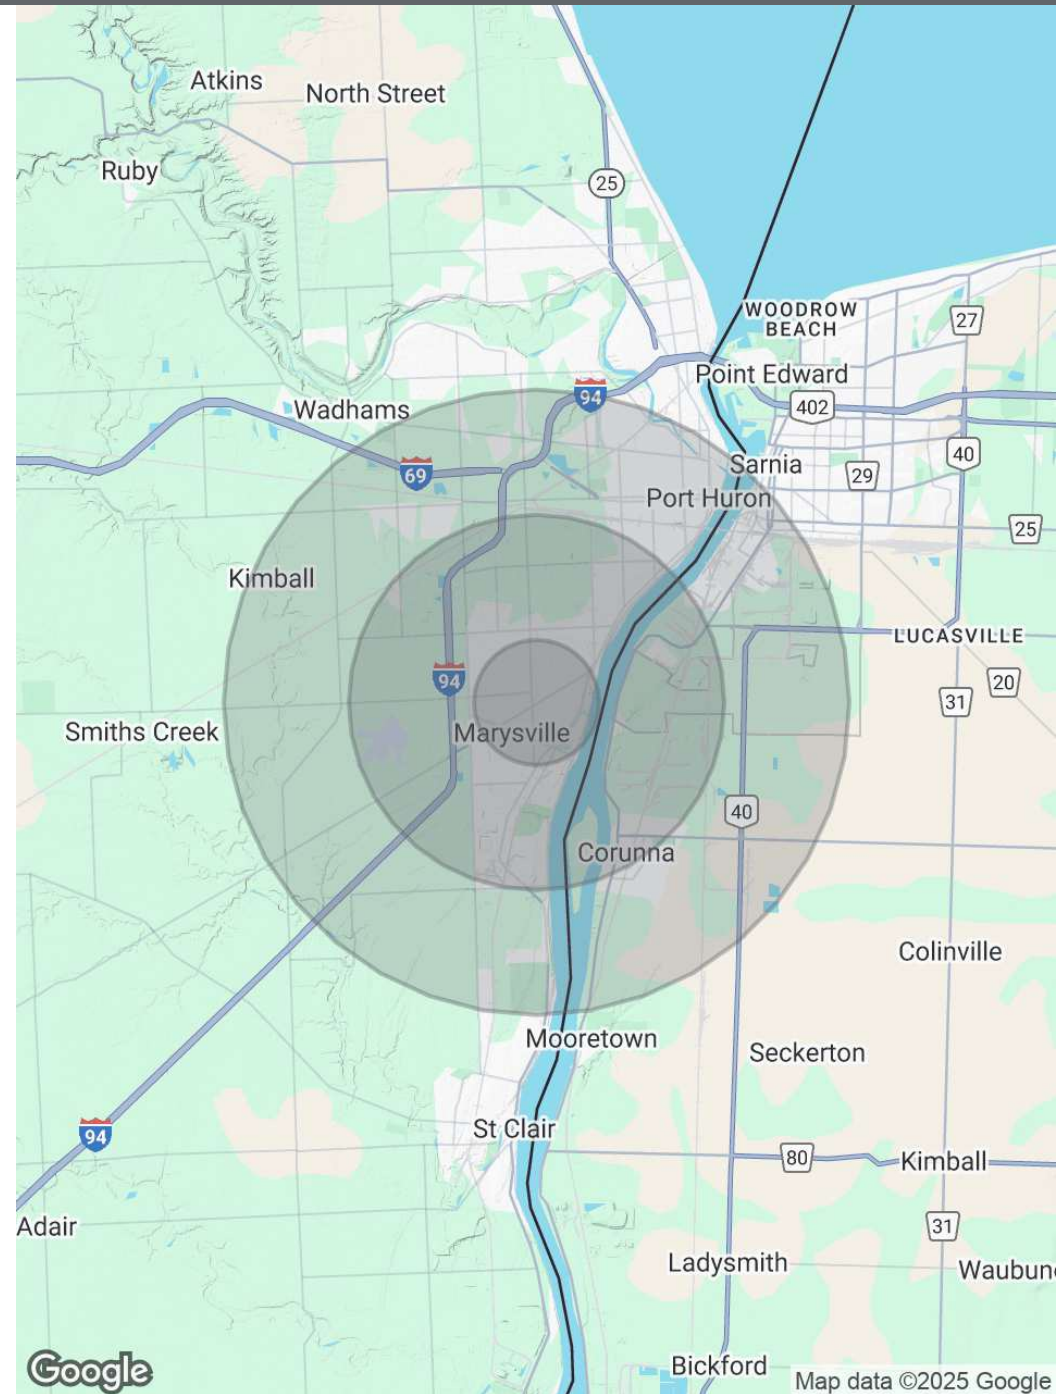 Atkins
North Street
Ruby
25
WOODROW
BEACH
27
Point Edward
94
Wadhams
402
40
Sarnia
69
29
Port Huron
25
Kimball
LUCASVILLE
94
20
31
Smiths Creek
Marysville
40
Corunna
Colinville
Mooretown
Seckerton
St Clair
94
80
Kimball
Adair
31
Ladysmith
Waubuno
Bickford
Google
Map data ©2025 Google